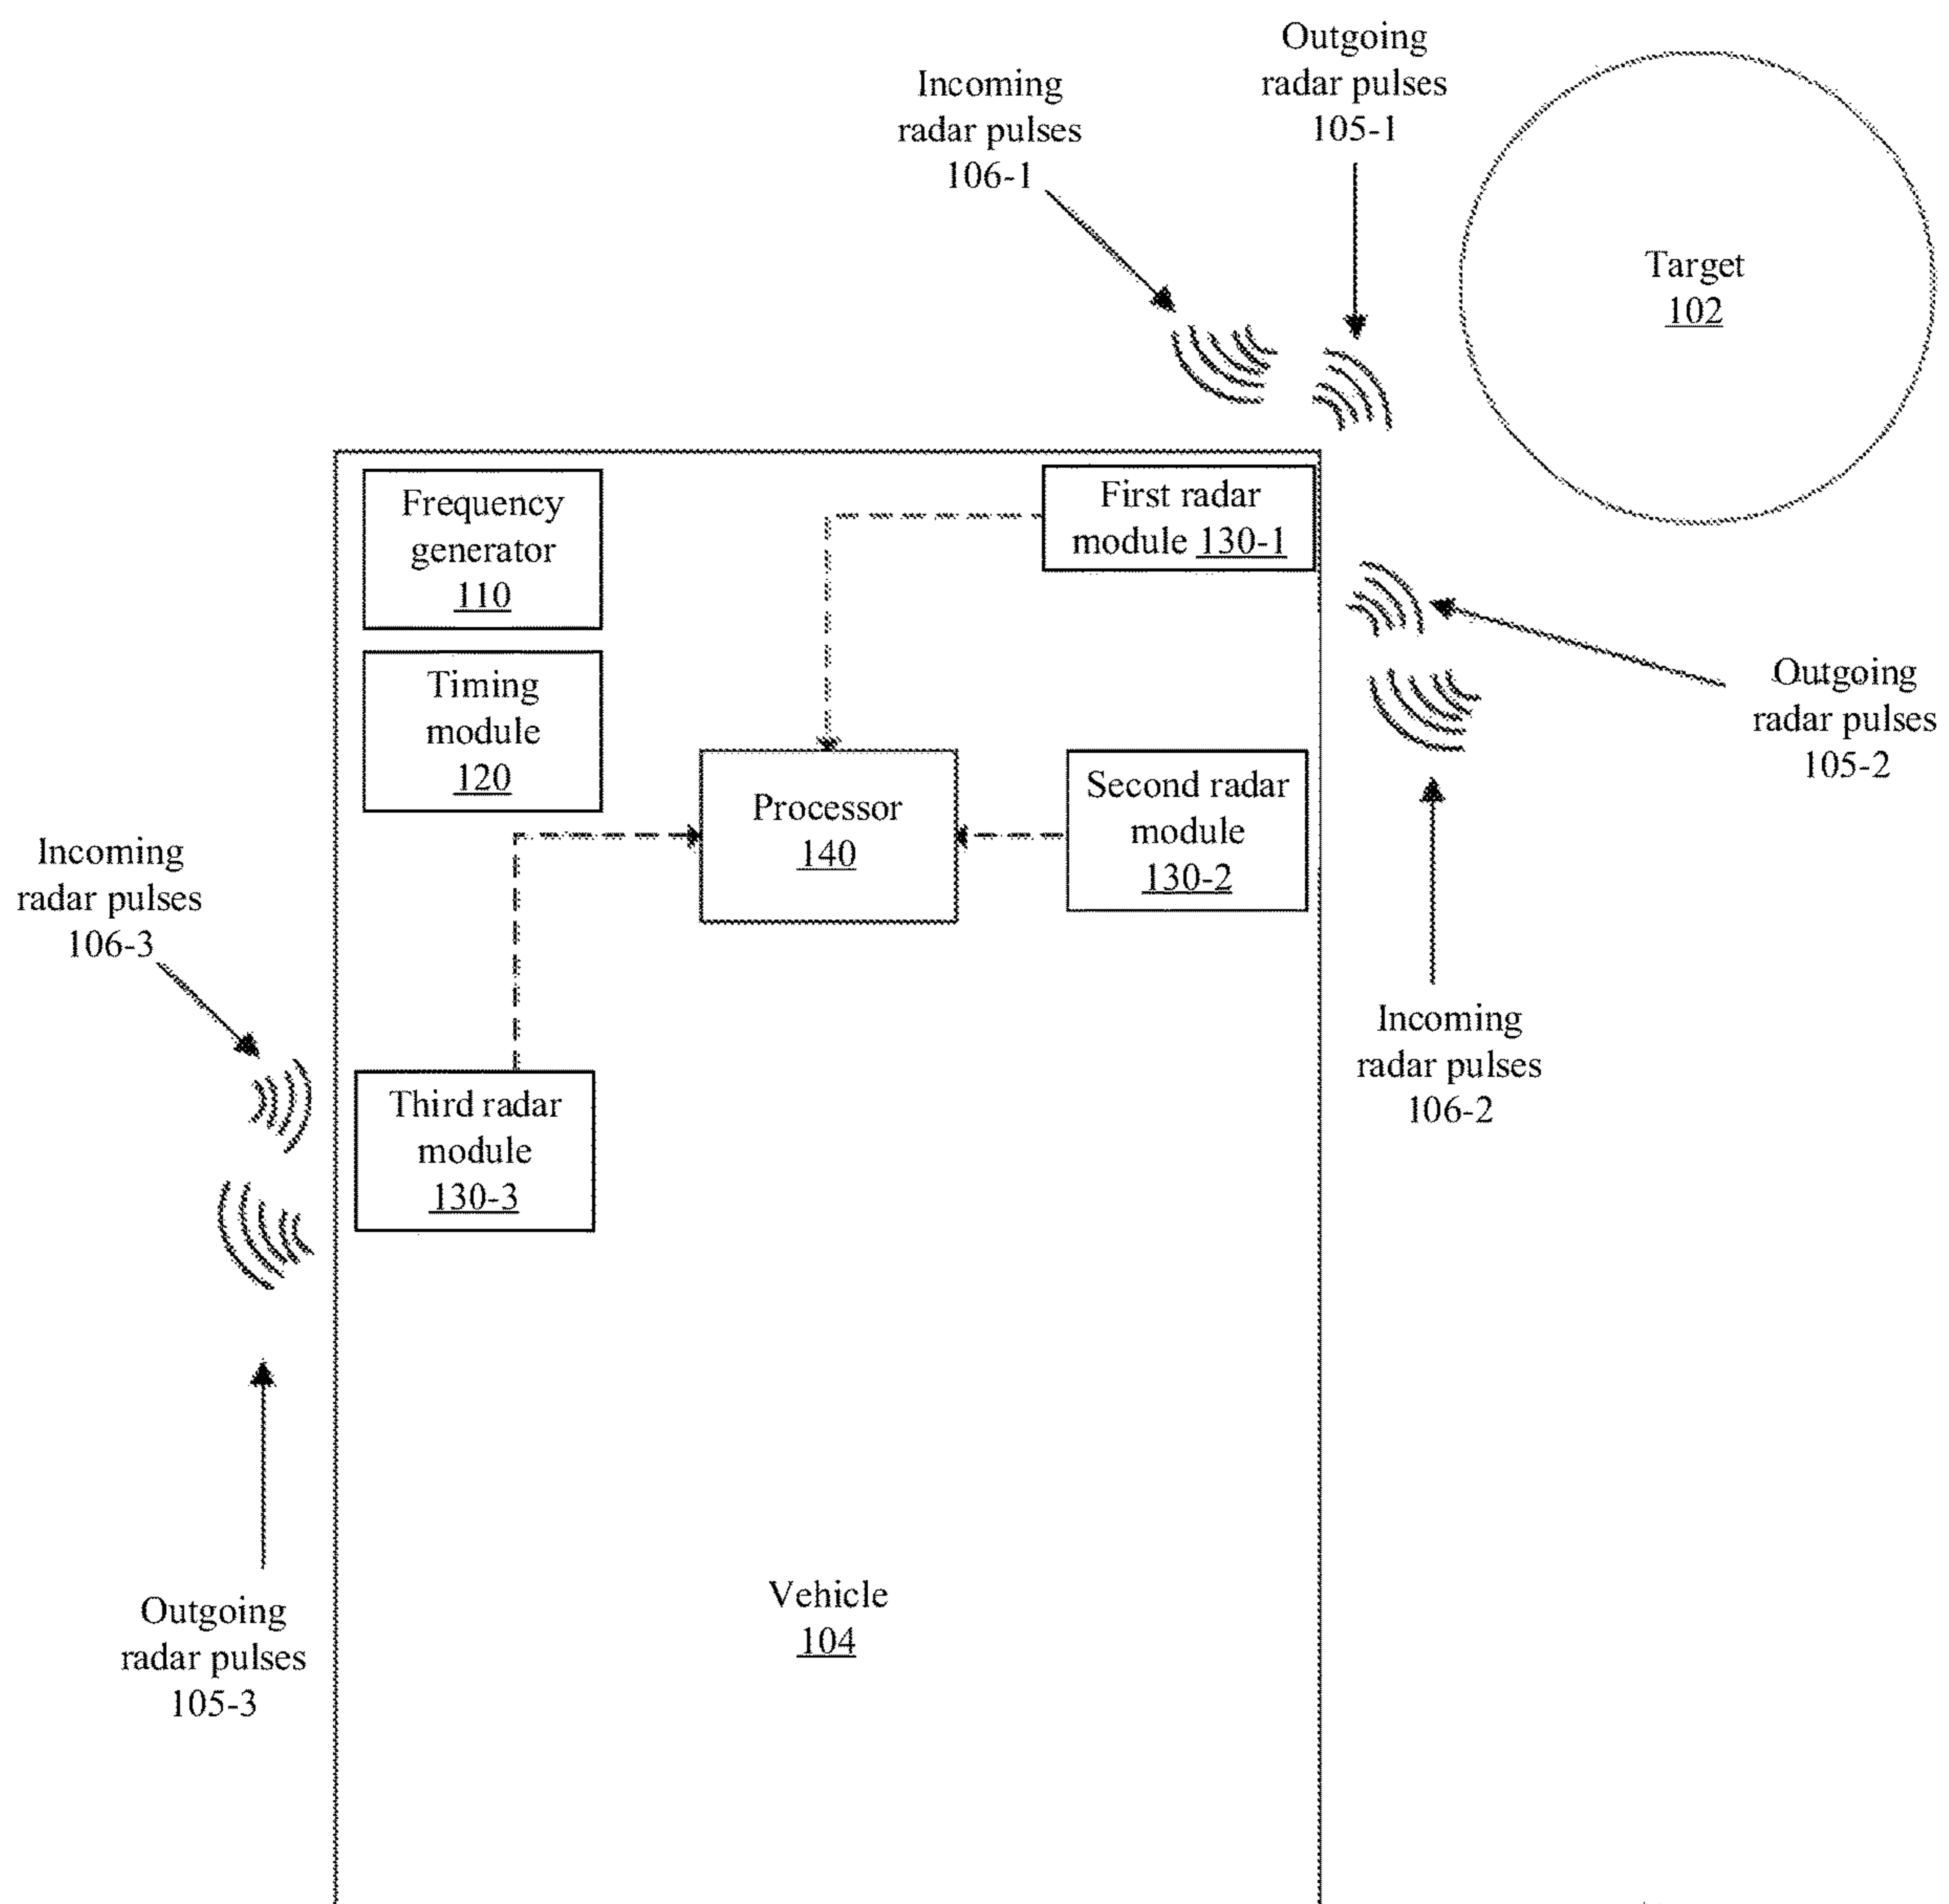 Outgoing
radar pulses
105-1
Incoming
radar pulses
106-1
Target
102
Frequency
generator
110
First radar
module 130-1
Timing
module
120
Outgoing
radar pulses
105-2
Processor
140
Second radar
module
130-2
Incoming
radar pulses
106-3
Incoming
radar pulses
106-2
Third radar
module
130-3
Vehicle
104
Outgoing
radar pulses
105-3